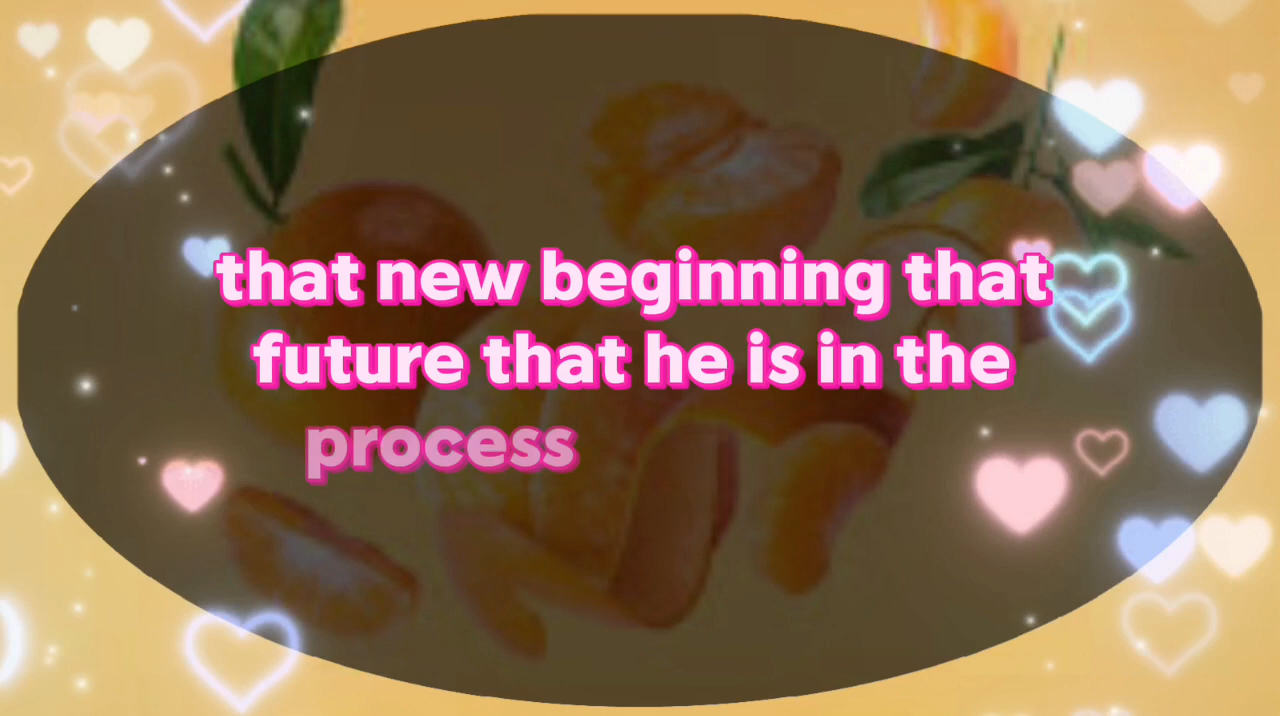 that new beginning that
future that he is in the
process